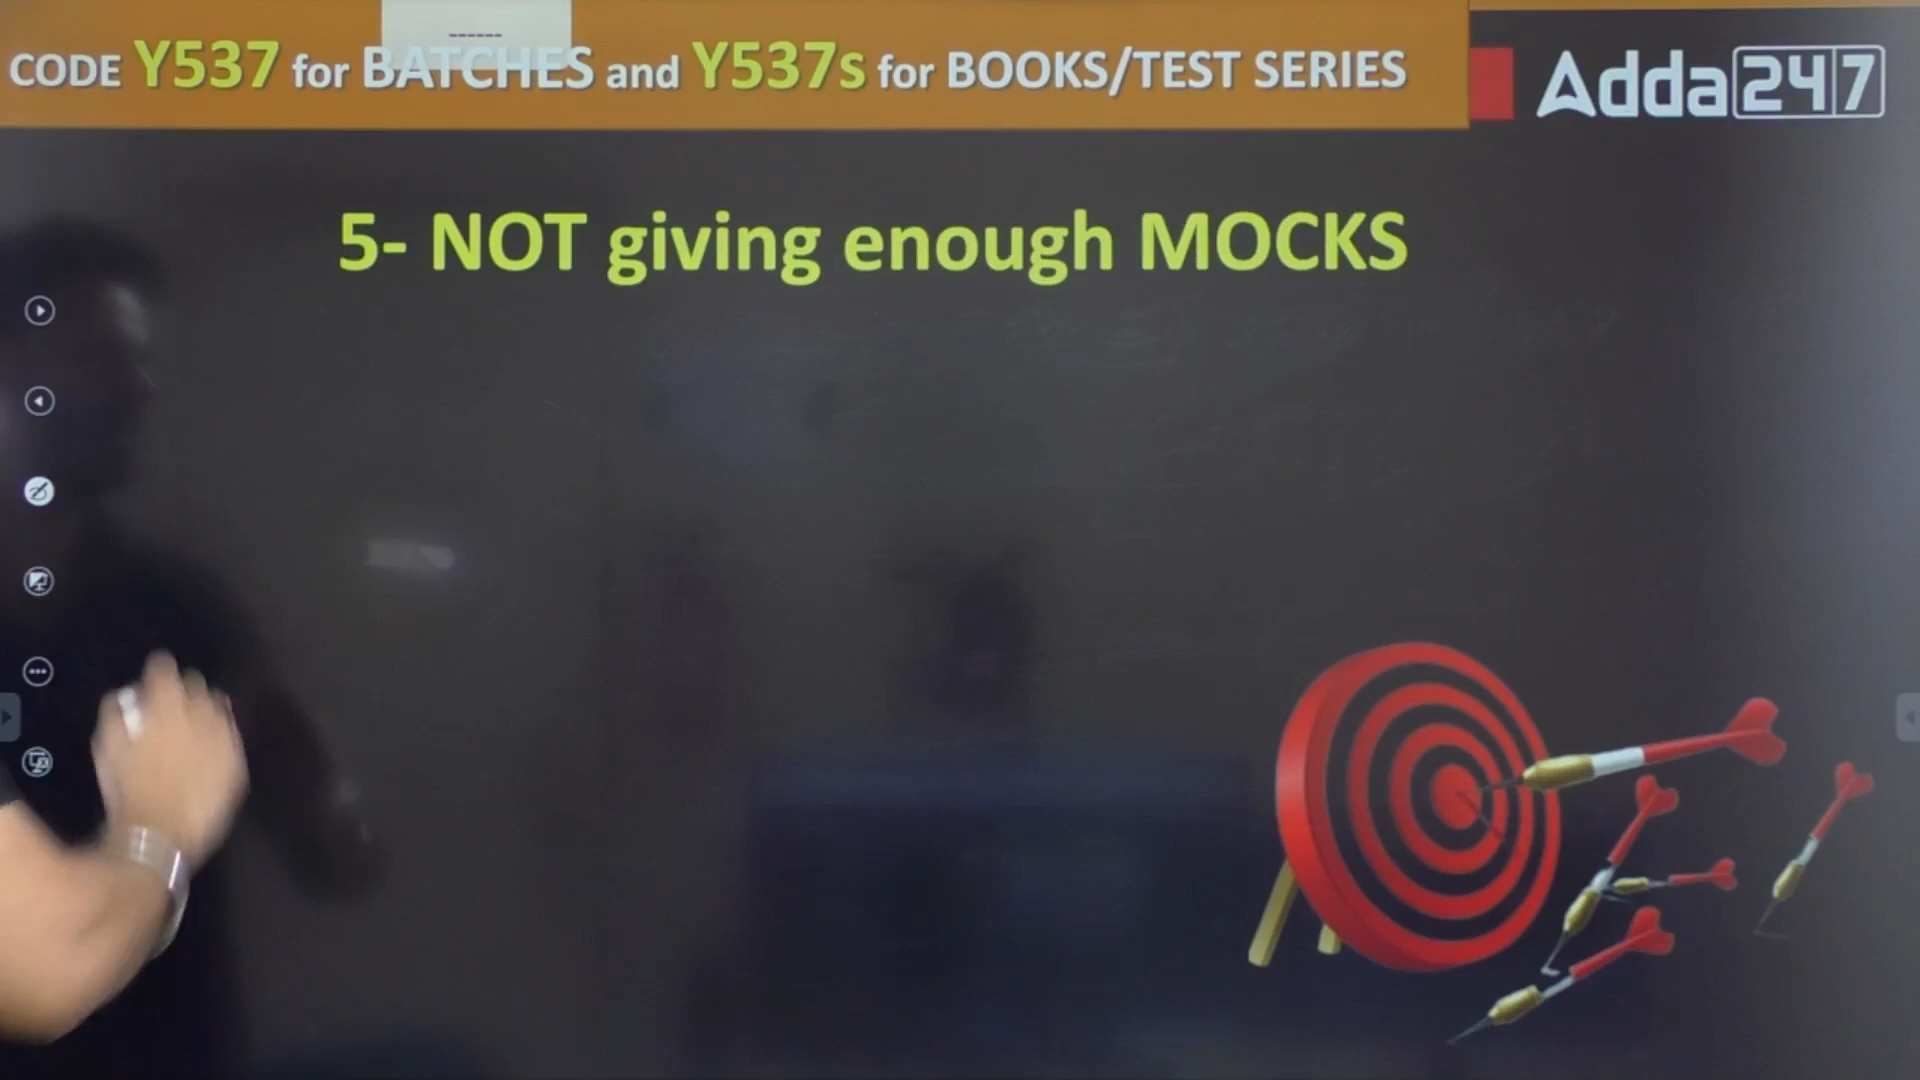 CODE Y537 for BATCHES and Y537s for BOOKS/TEST SERIES
Adda247
5- NOT giving enough MOCKS